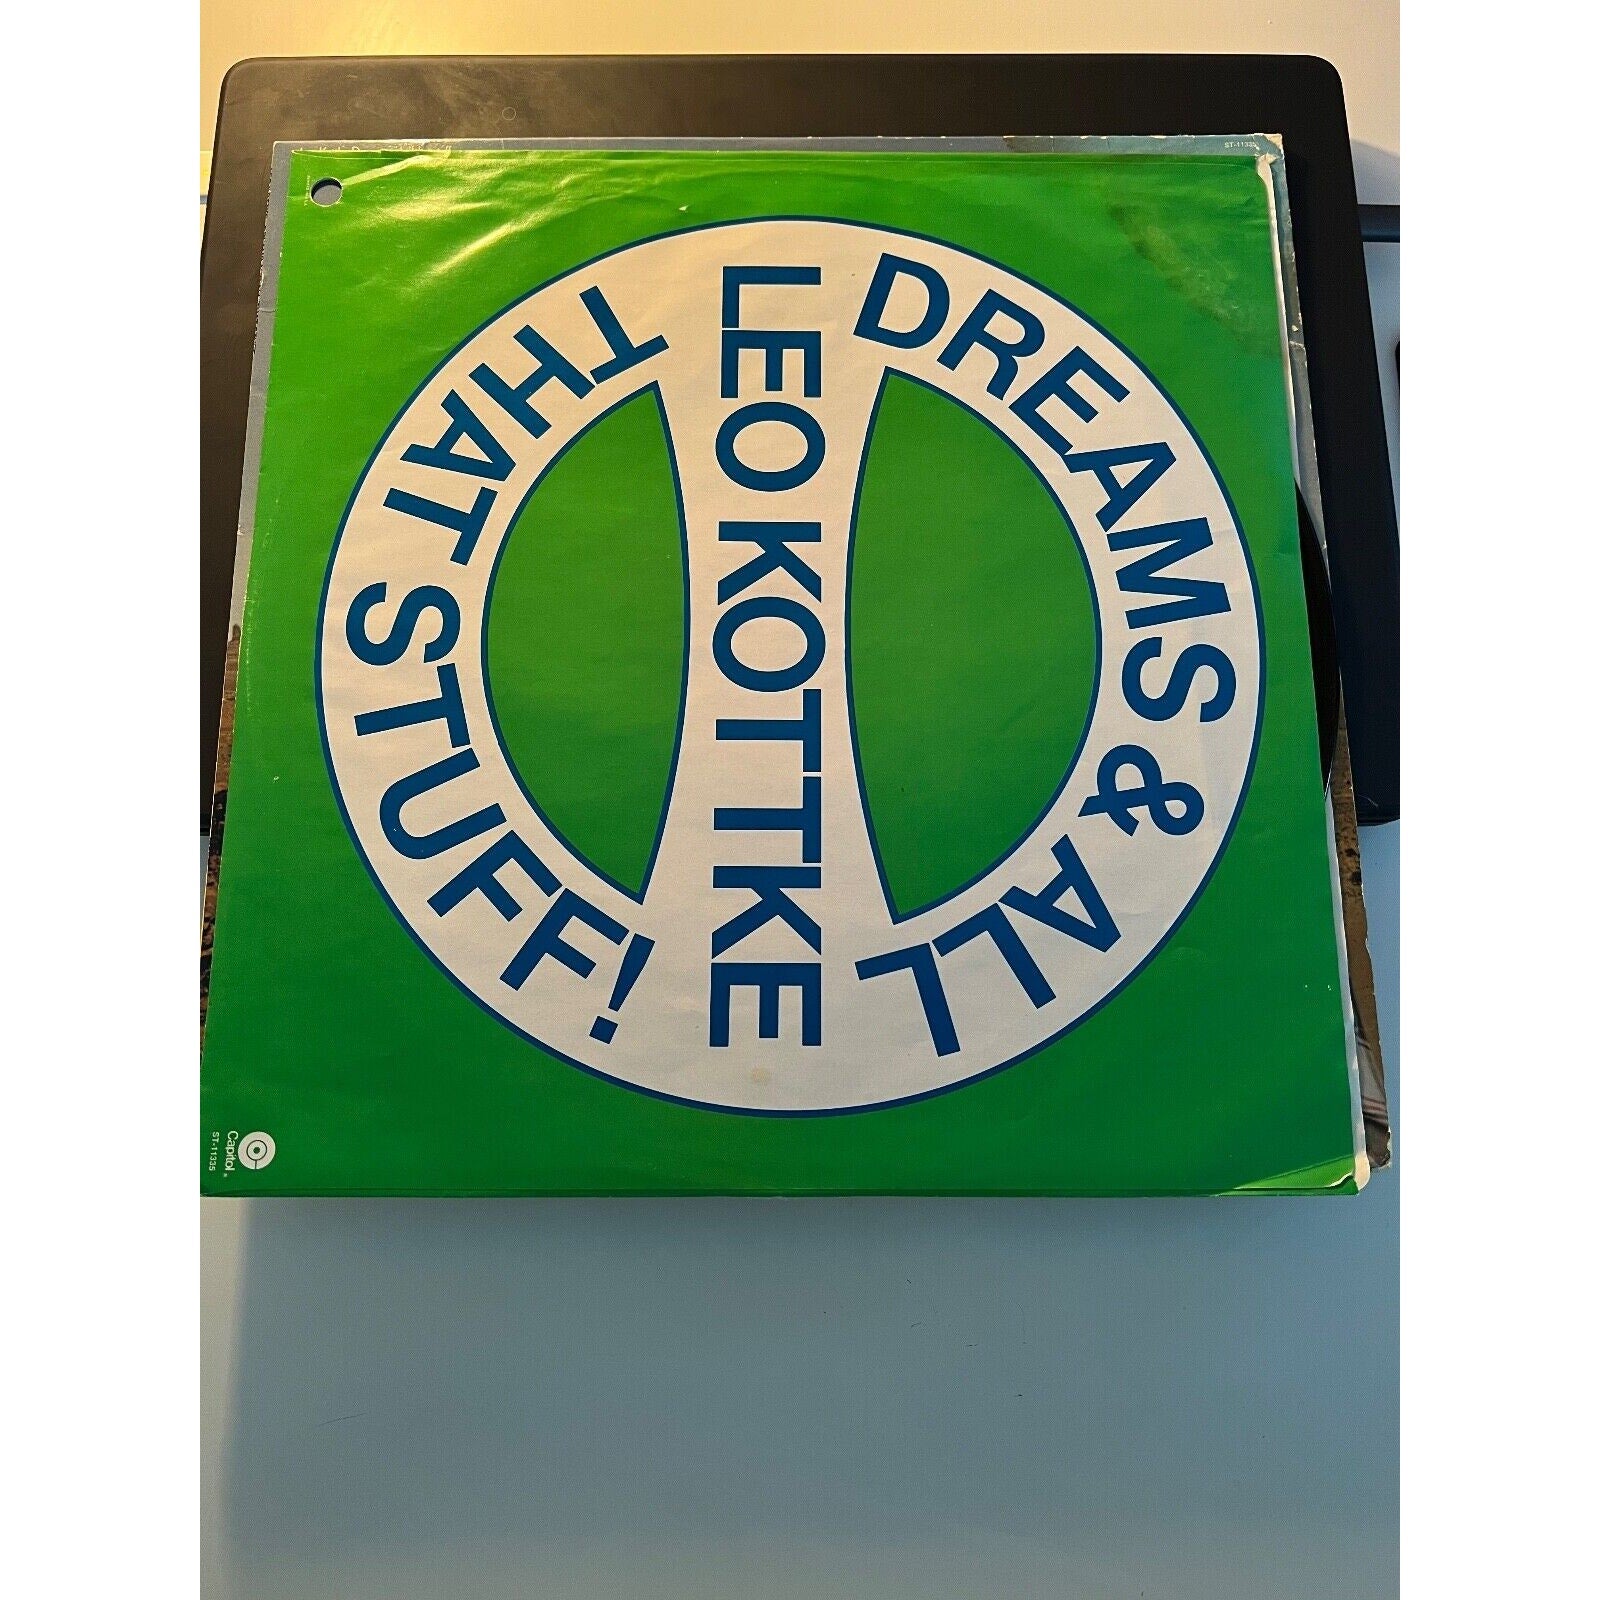 DREAMS & ALL
THAT STUFF!
LEO KOTTKE
Capitol
ST-11335
ST-11335